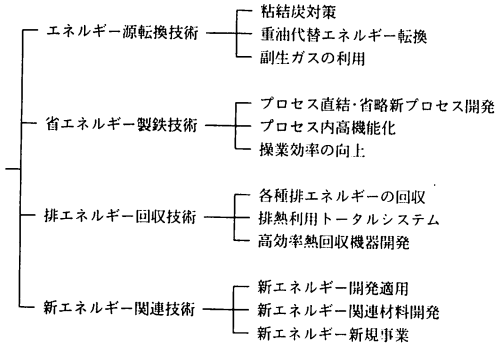 エネルギー源転換技術
粘結炭対策
重油代替エネルギー転換
副生ガスの利用
省エネルギー製鉄技術
プロセス直結·省略新プロセス開発
プロセス内高機能化
操業効率の向上
排エネルギー回収技術
各種排エネルギーの回収
排熱利用トータルシステム
高効率熱回収機器開発
新エネルギー関連技術
新エネルギー開発適用
新エネルギー関連材料開発
新エネルギー新規事業